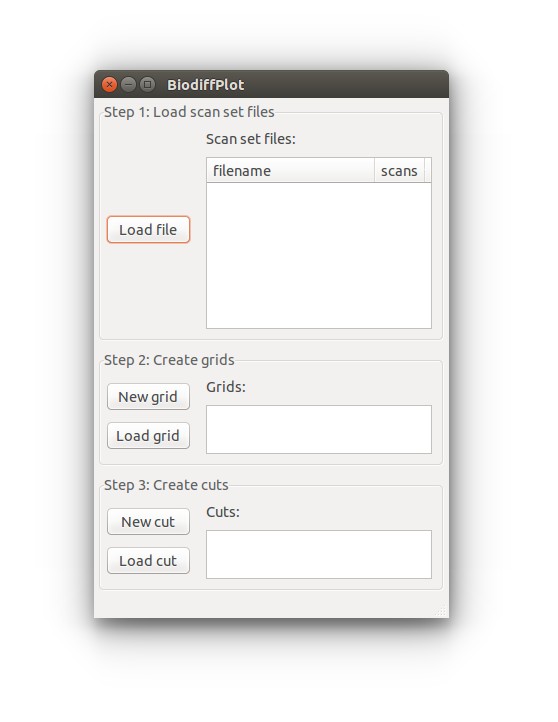 BiodiffPlot
Step 1: Load scan set files
Scan set files:
filename scans
Load file
Step 2: Create grids
Grids:
New grid
Load grid
Step 3: Create cuts
Cuts:
New cut
Load cut